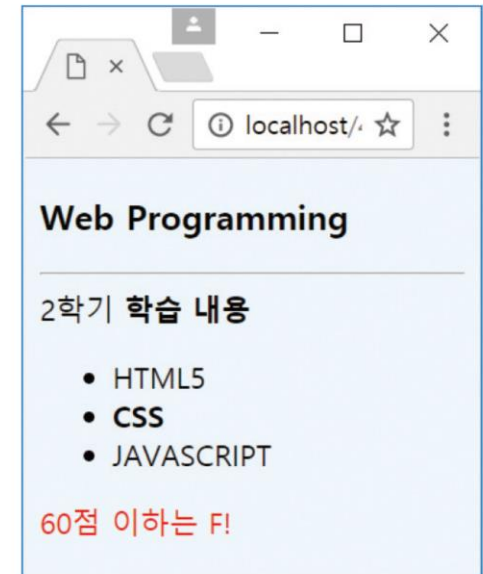 localhost/
Web Programming
2학기 학습 내용
HTML5
CSS
JAVASCRIPT
60점 이하는 F!